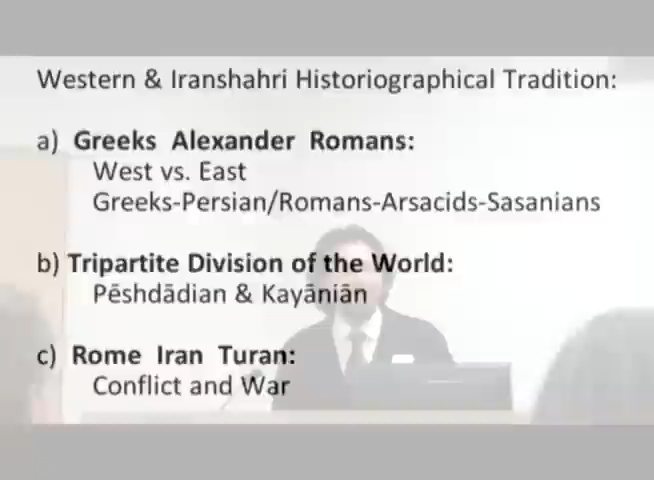 Western & Iranshahri Historiographical Tradition:
a) Greeks Alexander Romans:
West vs. East
Greeks-Persian/Romans-Arsacids-Sasanians
b) Tripartite Division of the World:
Pēshdādian & Kayāniān
c) Rome Iran Turan:
Conflict and War